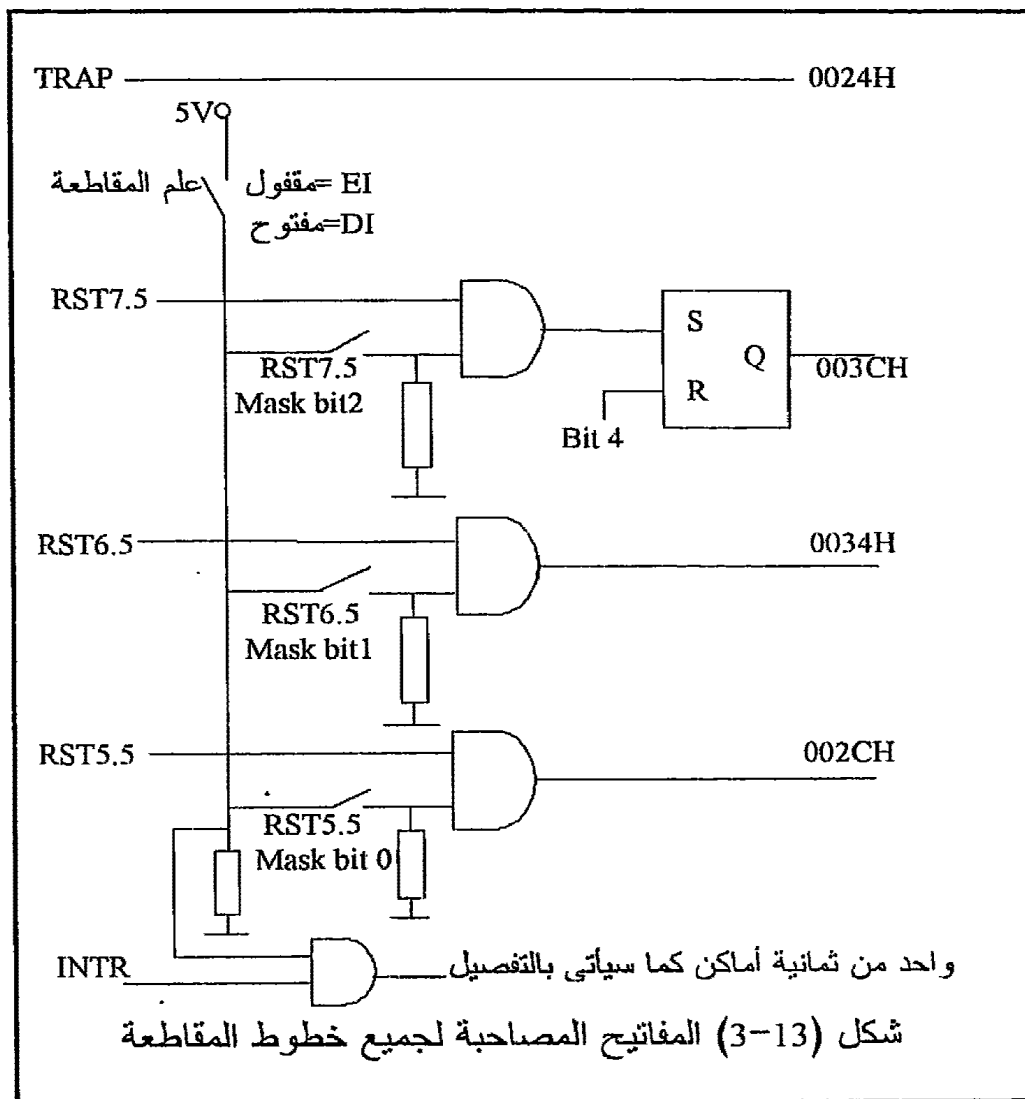 TRAP 0024H
5V
علم المقاطعة EI =مقفول
DI=مفتوح
RST7.5
S
Q
003CH
RST7.5
Mask bit2
R
Bit 4
RST6.5 0034H
RST6.5
Mask bit1
RST5.5 002CH
RST5.5
Mask bit 0
INTR واحد من ثمانية أماكن كما سيأتى بالتفصيل
شكل (3-13) المفاتيح المصاحبة لجميع خطوط المقاطعة